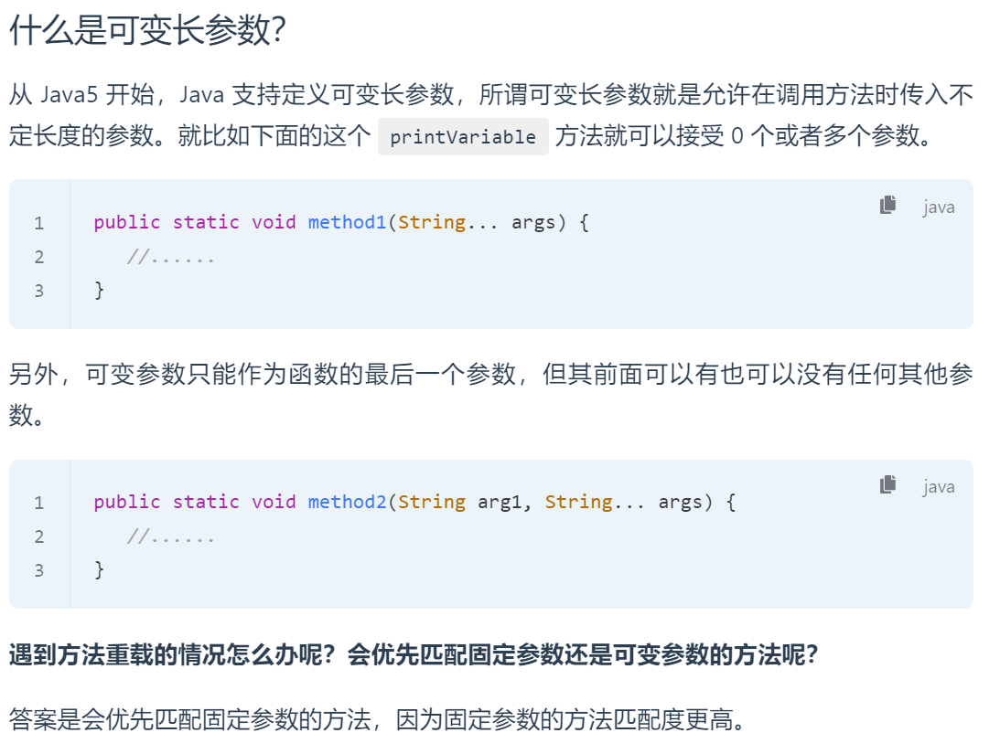 什么是可变长参数？
从 Java5 开始，Java 支持定义可变长参数，所谓可变长参数就是允许在调用方法时传入不
定长度的参数。就比如下面的这个 printVariable 方法就可以接受 0 个或者多个参数。
java
1 public static void method1(String... args) {
2    //......
3 }
另外，可变参数只能作为函数的最后一个参数，但其前面可以有也可以没有任何其他参
数。
java
1 public static void method2(String arg1, String... args) {
2    //......
3 }
遇到方法重载的情况怎么办呢？会优先匹配固定参数还是可变参数的方法呢？
答案是会优先匹配固定参数的方法，因为固定参数的方法匹配度更高。